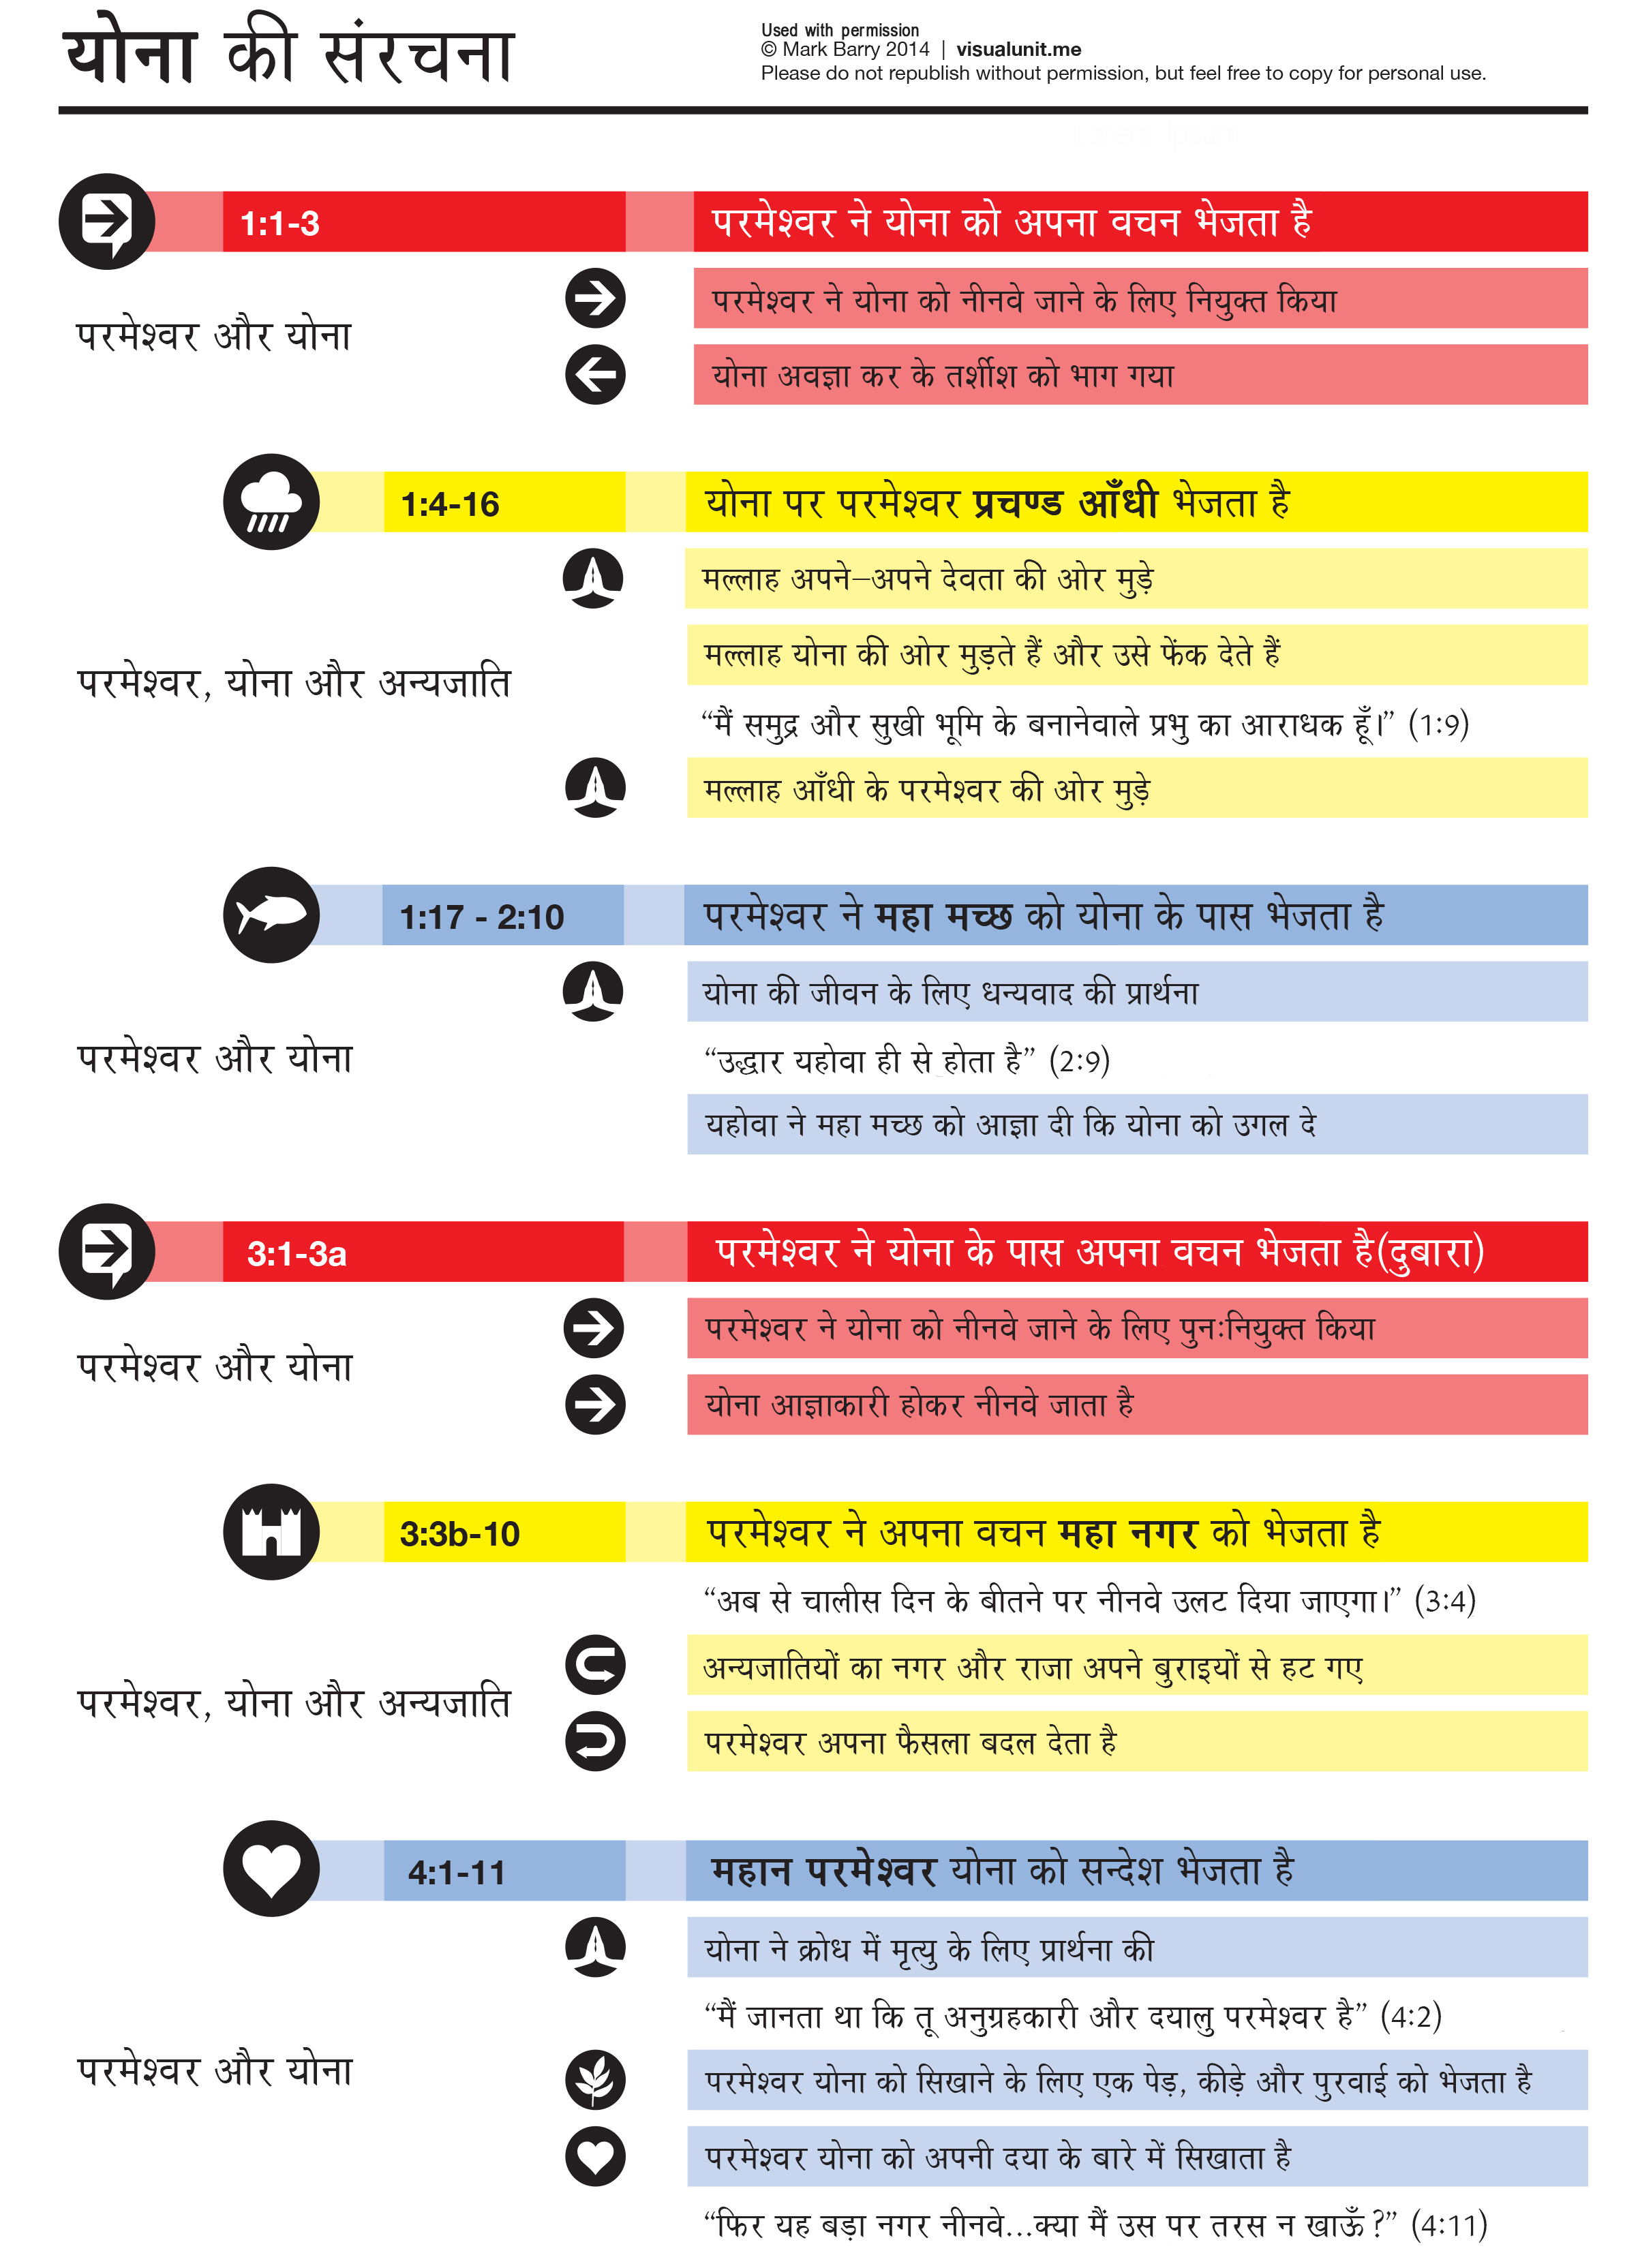 योना की संरचना
Used with permission
© Mark Barry 2014 | visualunit.me
Please do not republish without permission, but feel free to copy for personal use.
1:1-3
परमेश्वर ने योना को अपना वचन भेजता है
परमेश्वर ने योना को नीनवे जाने के लिए नियुक्त किया
परमेश्वर और योना
योना अवज्ञा कर के तर्शीश को भाग गया
1:4-16
योना पर परमेश्वर प्रचण्ड आँधी भेजता है
मल्लाह अपने–अपने देवता की ओर मुड़े
मल्लाह योना की ओर मुड़ते हैं और उसे फेंक देते हैं
परमेश्वर, योना और अन्यजाति
“मैं समुद्र और सुखी भूमि के बनानेवाले प्रभु का आराधक हूँ।” (1:9)
मल्लाह आँधी के परमेश्वर की ओर मुड़े
1:17 - 2:10
परमेश्वर ने महा मच्छ को योना के पास भेजता है
योना की जीवन के लिए धन्यवाद की प्रार्थना
परमेश्वर और योना
“उद्धार यहोवा ही से होता है” (2:9)
यहोवा ने महा मच्छ को आज्ञा दी कि योना को उगल दे
3:1-3a
परमेश्वर ने योना के पास अपना वचन भेजता है(दुबारा)
परमेश्वर ने योना को नीनवे जाने के लिए पुनःनियुक्त किया
परमेश्वर और योना
योना आज्ञाकारी होकर नीनवे जाता है
3:3b-10
परमेश्वर ने अपना वचन महा नगर को भेजता है
“अब से चालीस दिन के बीतने पर नीनवे उलट दिया जाएगा।” (3:4)
अन्यजातियों का नगर और राजा अपने बुराइयों से हट गए
परमेश्वर, योना और अन्यजाति
परमेश्वर अपना फैसला बदल देता है
4:1-11
महान परमेश्वर योना को सन्देश भेजता है
योना ने क्रोध में मृत्यु के लिए प्रार्थना की
“मैं जानता था कि तू अनुग्रहकारी और दयालु परमेश्वर है” (4:2)
परमेश्वर और योना
परमेश्वर योना को सिखाने के लिए एक पेड़, कीड़े और पुरवाई को भेजता है
परमेश्वर योना को अपनी दया के बारे में सिखाता है
“फिर यह बड़ा नगर नीनवे...क्या मैं उस पर तरस न खाऊँ?” (4:11)